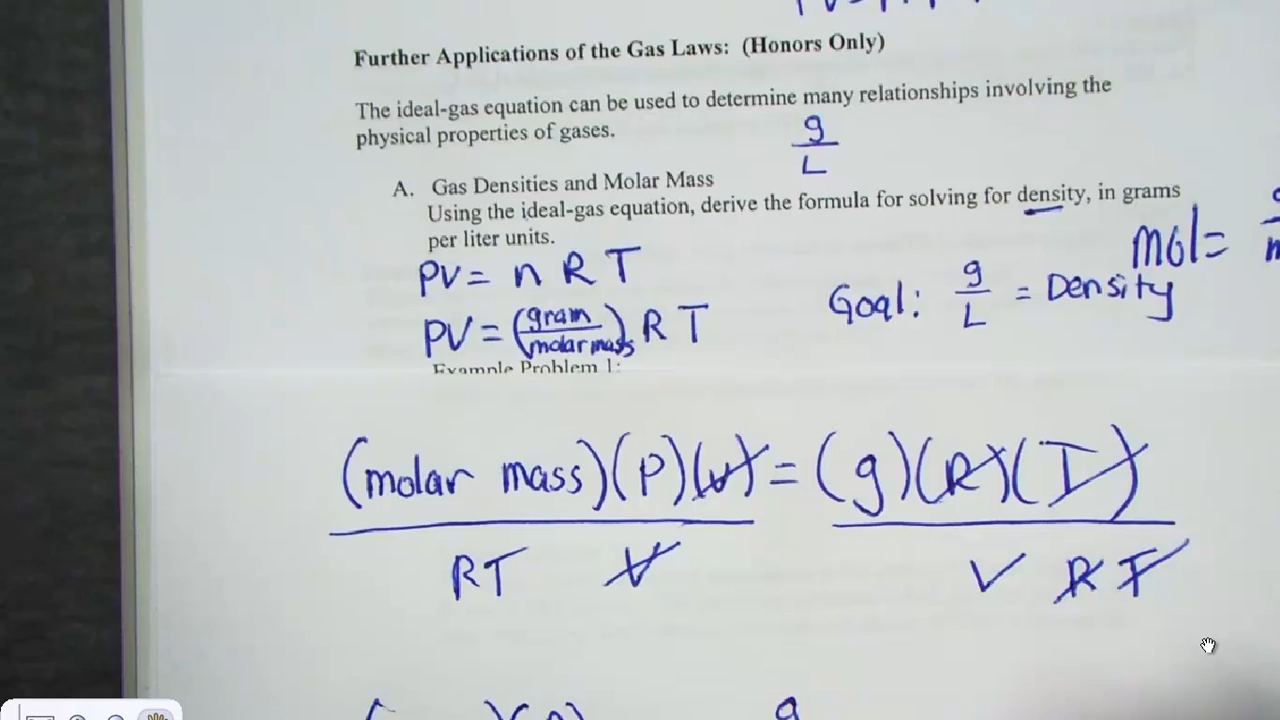 Further Applications of the Gas Laws: (Honors Only)
The ideal-gas equation can be used to determine many relationships involving the
physical properties of gases.
g
L
A. Gas Densities and Molar Mass
Using the ideal-gas equation, derive the formula for solving for density, in grams
per liter units.
mol=
PV = n R T
Goal: g/L = Density
PV = (gram/molar mass) R T
Example Problem 1:
(molar mass)(P)(V) = (g)(R)(T)
RT V V R T
g